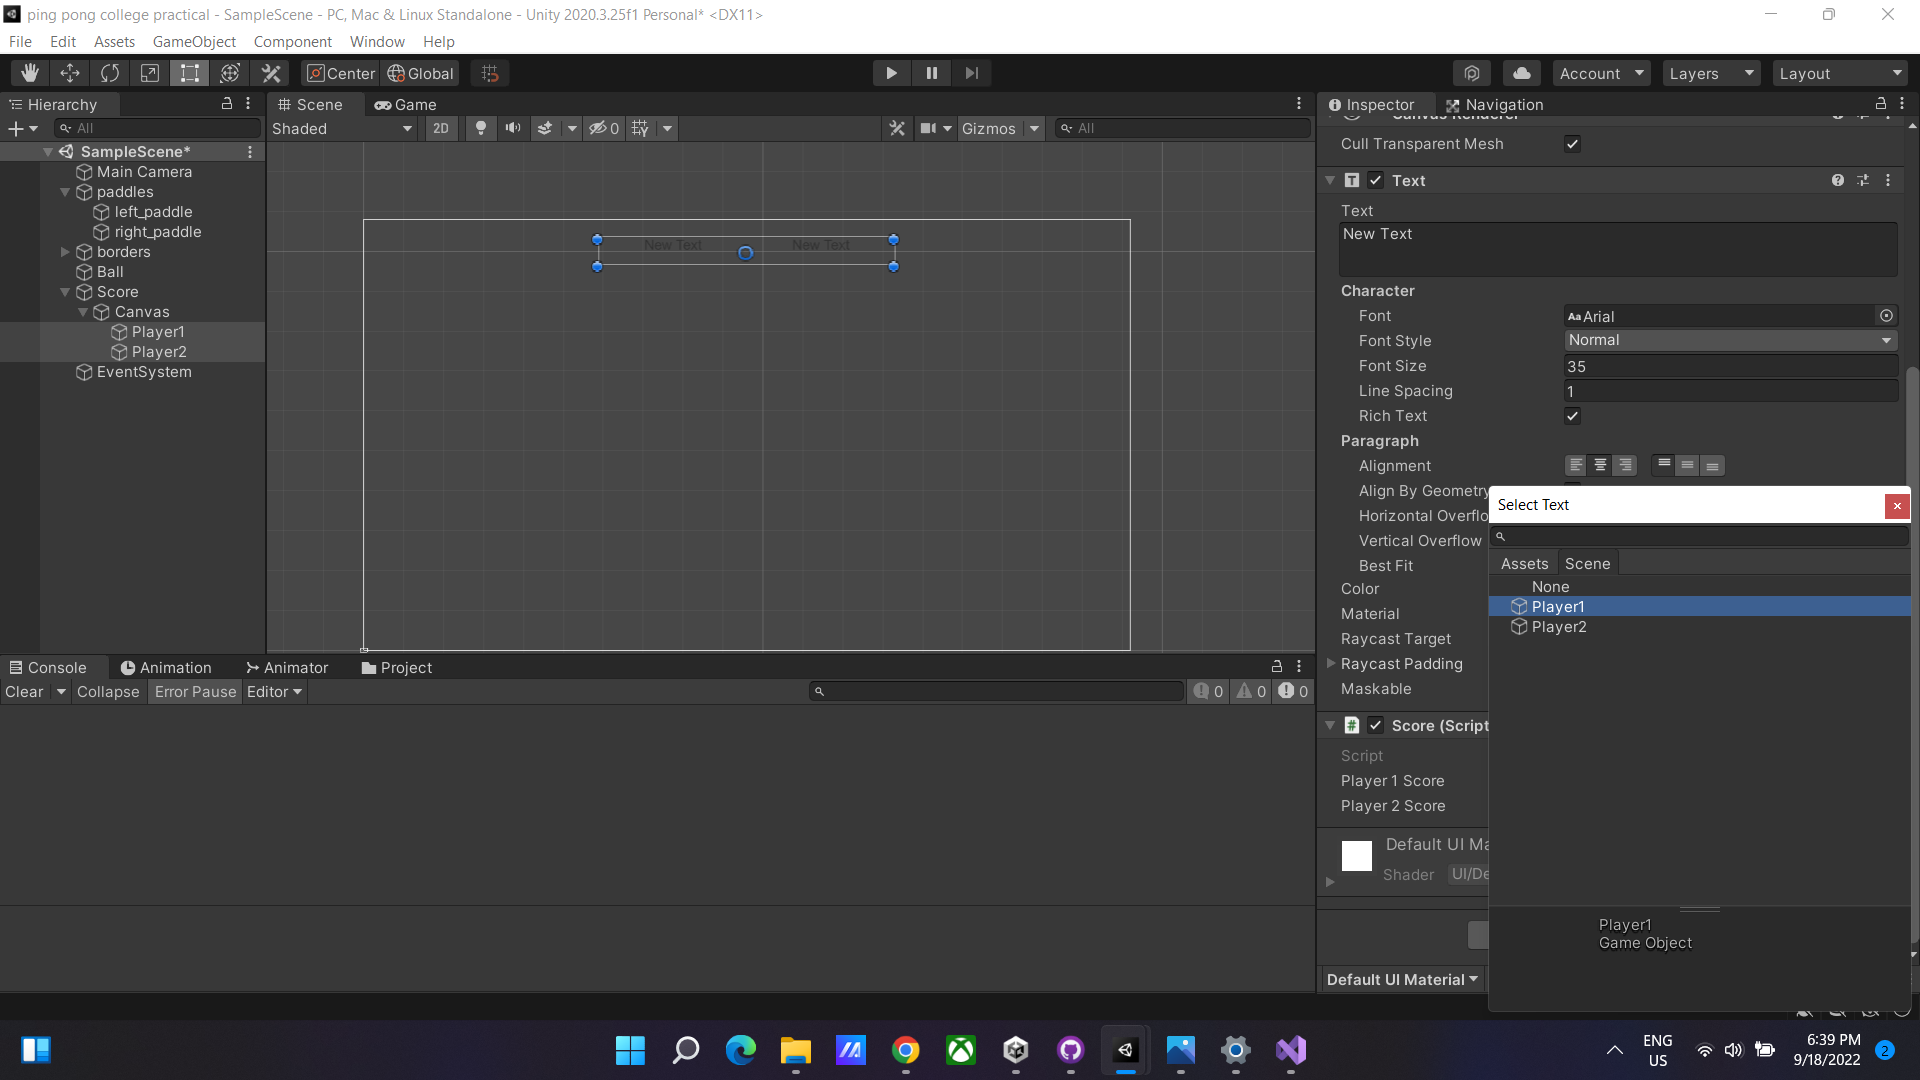 ping pong college practical - SampleScene - PC, Mac & Linux Standalone - Unity 2020.3.25f1 Personal* <DX11>
File Edit Assets GameObject Component Window Help
Center Global Account Layers Layout
Hierarchy
All
SampleScene*
Main Camera
paddles
left_paddle
right_paddle
borders
Ball
Score
Canvas
Player1
Player2
EventSystem
Scene Game
Shaded 2D 0 Gizmos All
New Text New Text
Inspector Navigation
Canvas Renderer
Cull Transparent Mesh
Text
Text
New Text
Character
Font Aa Arial
Font Style Normal
Font Size 35
Line Spacing 1
Rich Text
Paragraph
Alignment
Align By Geometry
Horizontal Overflo
Vertical Overflow
Best Fit
Color
Material
Raycast Target
Raycast Padding
Maskable
# Score (Script
Script
Player 1 Score
Player 2 Score
Default UI Ma
Shader UI/De
Default UI Material
Select Text
Assets Scene
None
Player1
Player2
Player1
Game Object
Console Animation Animator Project
Clear Collapse Error Pause Editor 0 0 0
ENG
US
6:39 PM
9/18/2022
2